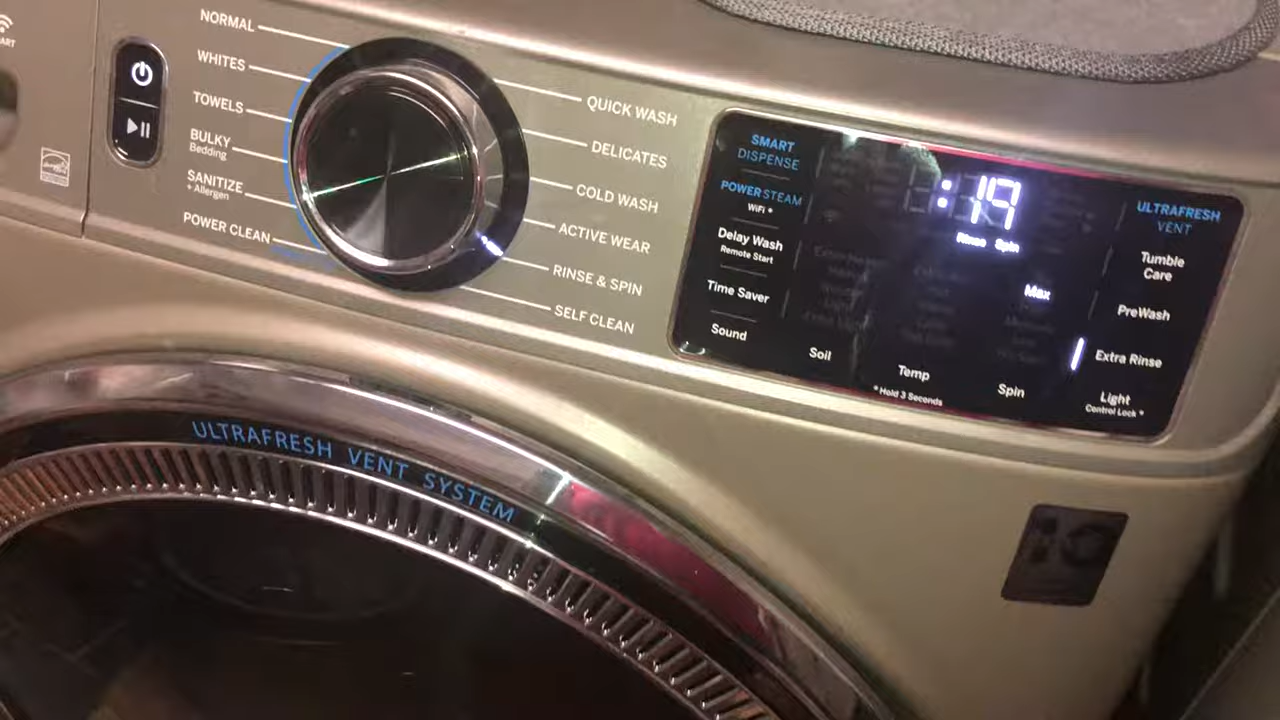 NORMAL
WHITES
TOWELS
BULKY
Bedding
SANITIZE
+ Allergen
POWER CLEAN
QUICK WASH
DELICATES
COLD WASH
ACTIVE WEAR
RINSE & SPIN
SELF CLEAN
SMART
DISPENSE
POWERSTEAM
WiFi *
Delay Wash
Remote Start
Time Saver
Sound
Soil
Temp
* Hold 3 Seconds
Spin
:19
Rinse Spin
Max
ULTRAFRESH
VENT
Tumble
Care
PreWash
Extra Rinse
Light
Control Lock *
ULTRAFRESH VENT SYSTEM